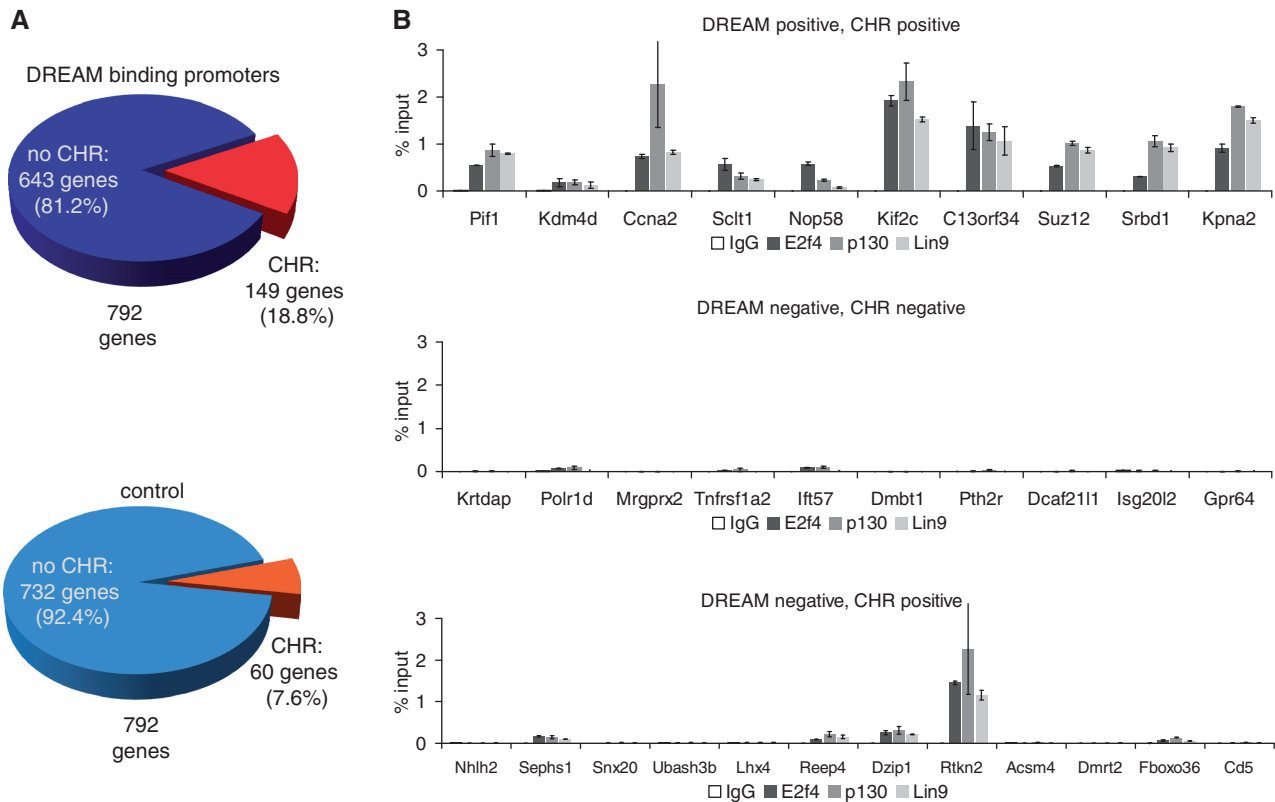 A
DREAM binding promoters
no CHR:
643 genes
(81.2%)
CHR:
149 genes
(18.8%)
792
genes
control
no CHR:
732 genes
(92.4%)
CHR:
60 genes
(7.6%)
792
genes
B
DREAM positive, CHR positive
3
2
1
0
% input
Pif1 Kdm4d Ccna2 Sclt1 Nop58 Kif2c C13orf34 Suz12 Srbd1 Kpna2
IgG E2f4 p130 Lin9
DREAM negative, CHR negative
3
2
1
0
% input
Krtdap Polr1d Mrgprx2 Tnfrsf1a2 Ift57 Dmbt1 Pth2r Dcaf21l1 Isg20l2 Gpr64
IgG E2f4 p130 Lin9
DREAM negative, CHR positive
3
2
1
0
% input
Nhlh2 Sephs1 Snx20 Ubash3b Lhx4 Reep4 Dzip1 Rtkn2 Acsm4 Dmrt2 Fboxo36 Cd5
IgG E2f4 p130 Lin9